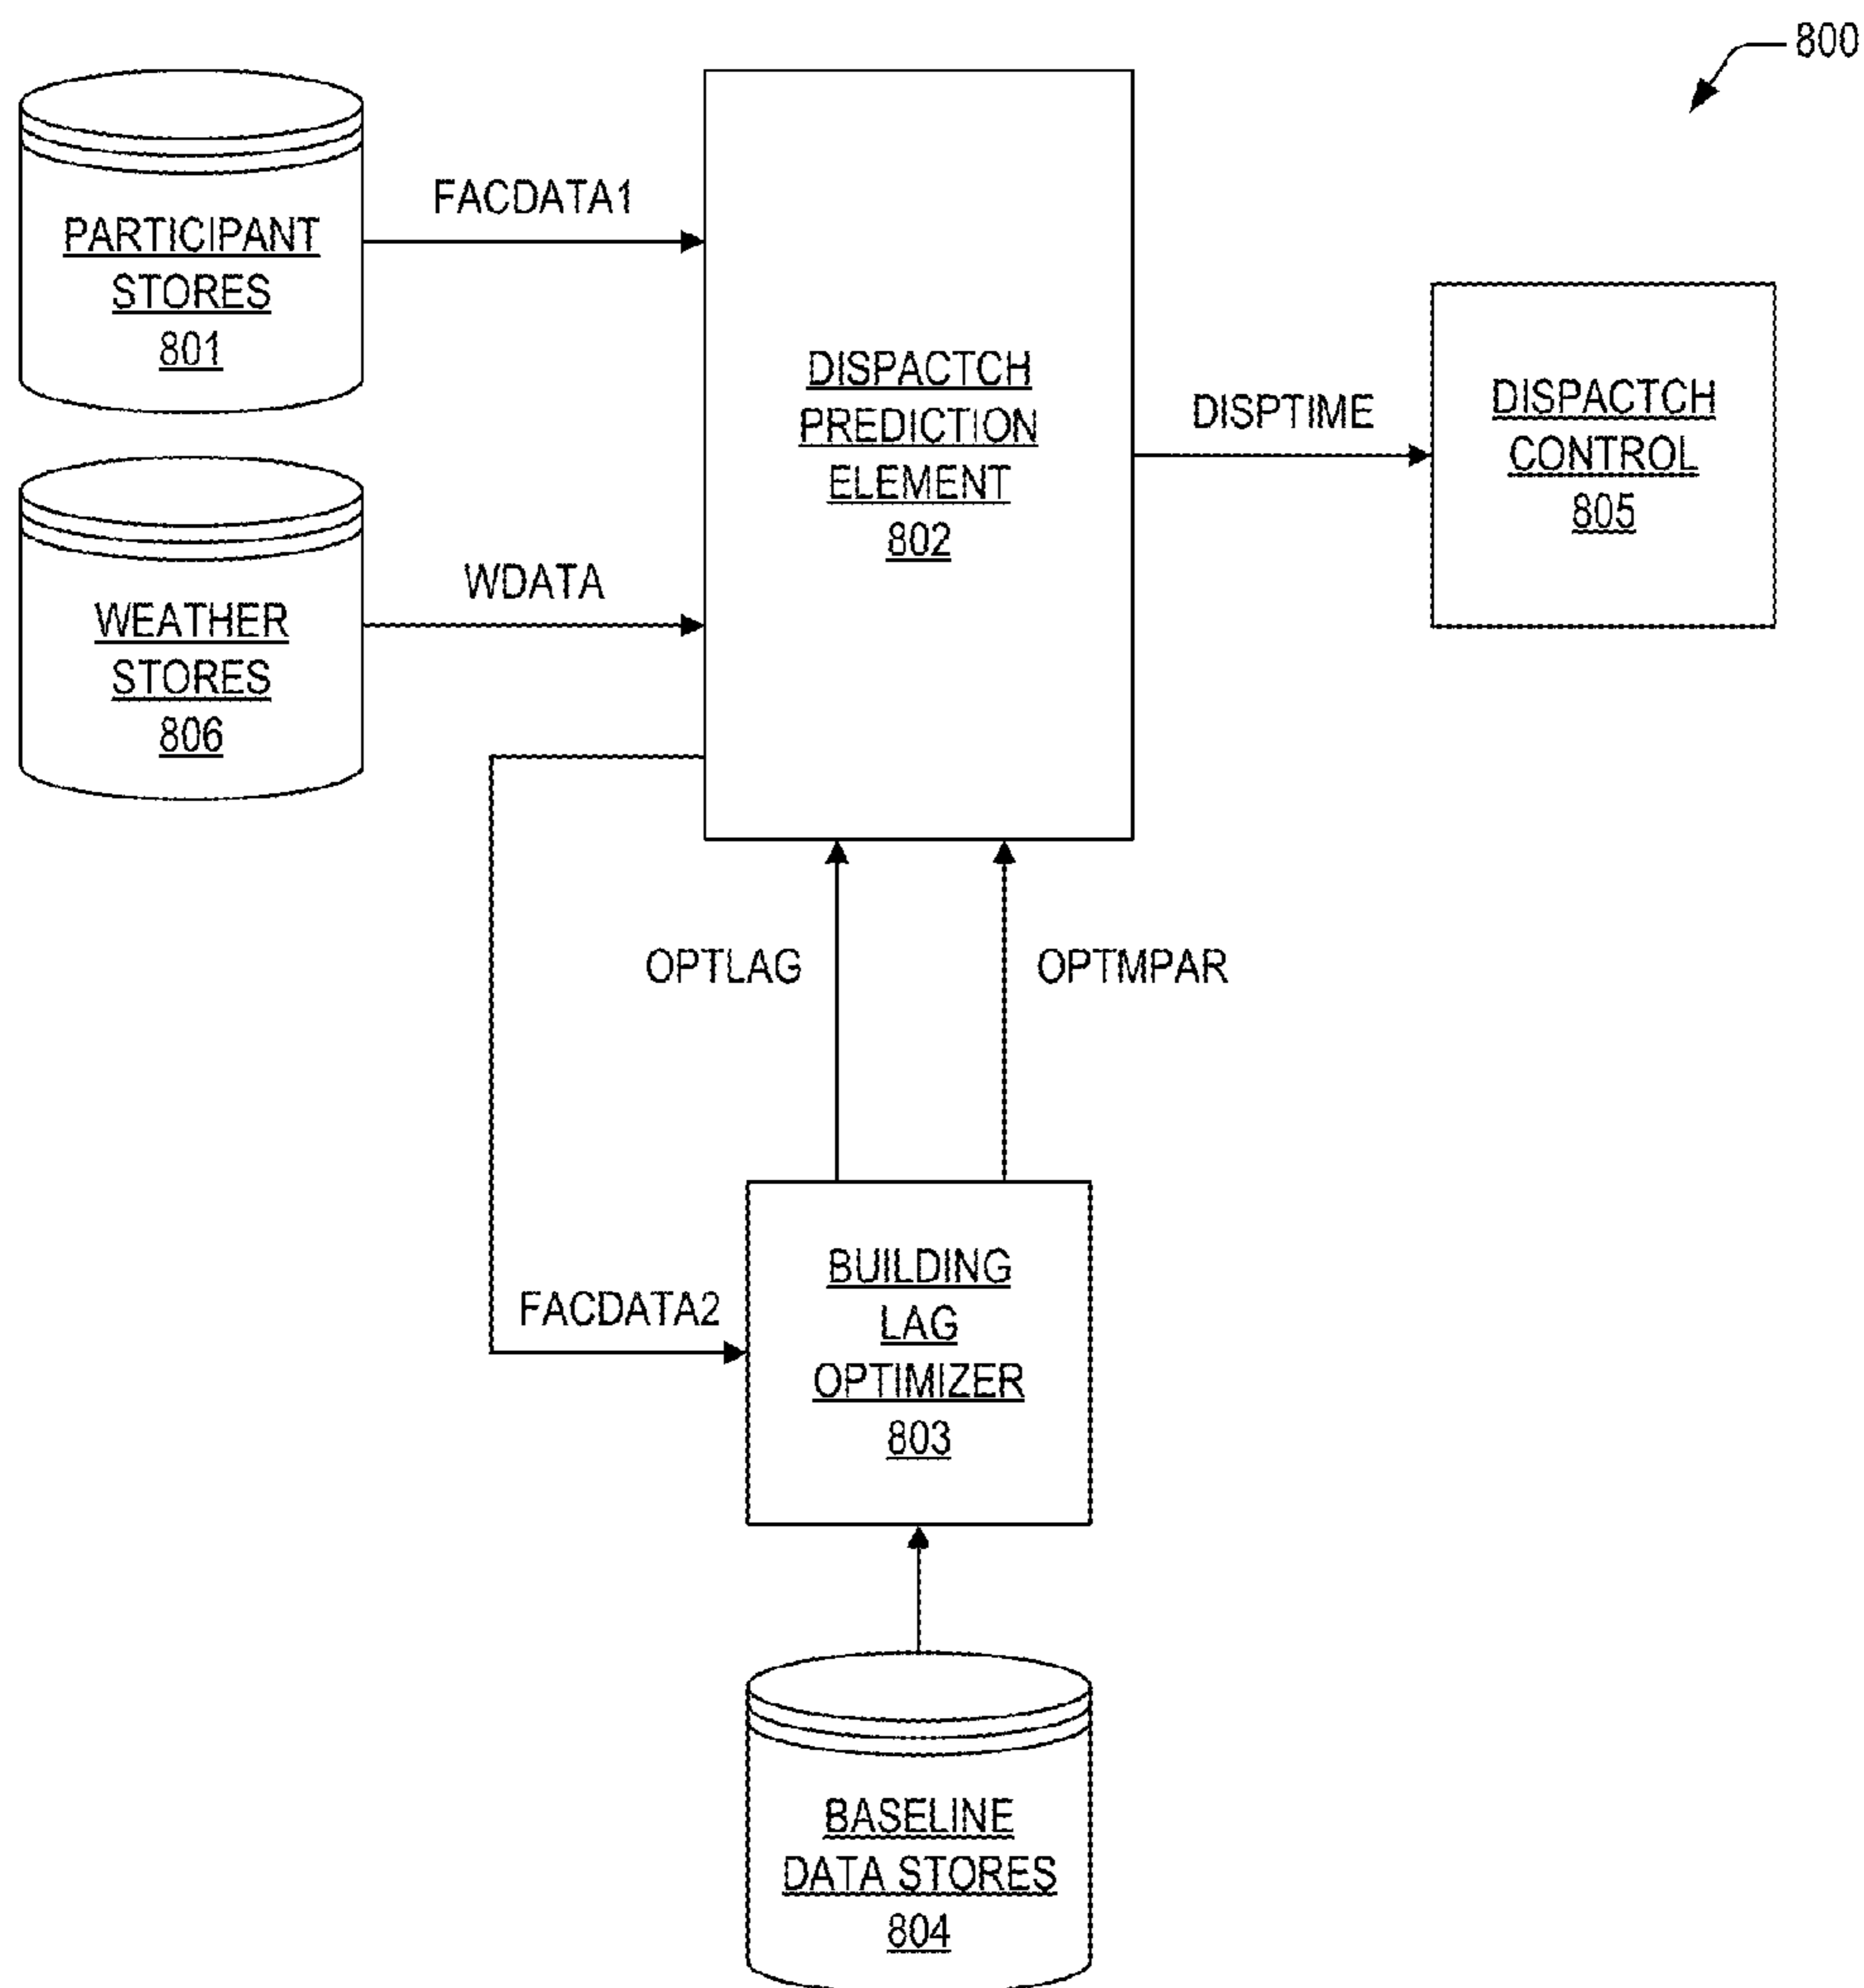 800
PARTICIPANT
STORES
801
FACDATA1
DISPACTCH
PREDICTION
ELEMENT
802
DISPTIME
DISPACTCH
CONTROL
805
WEATHER
STORES
806
WDATA
OPTLAG
OPTMPAR
FACDATA2
BUILDING
LAG
OPTIMIZER
803
BASELINE
DATA STORES
804